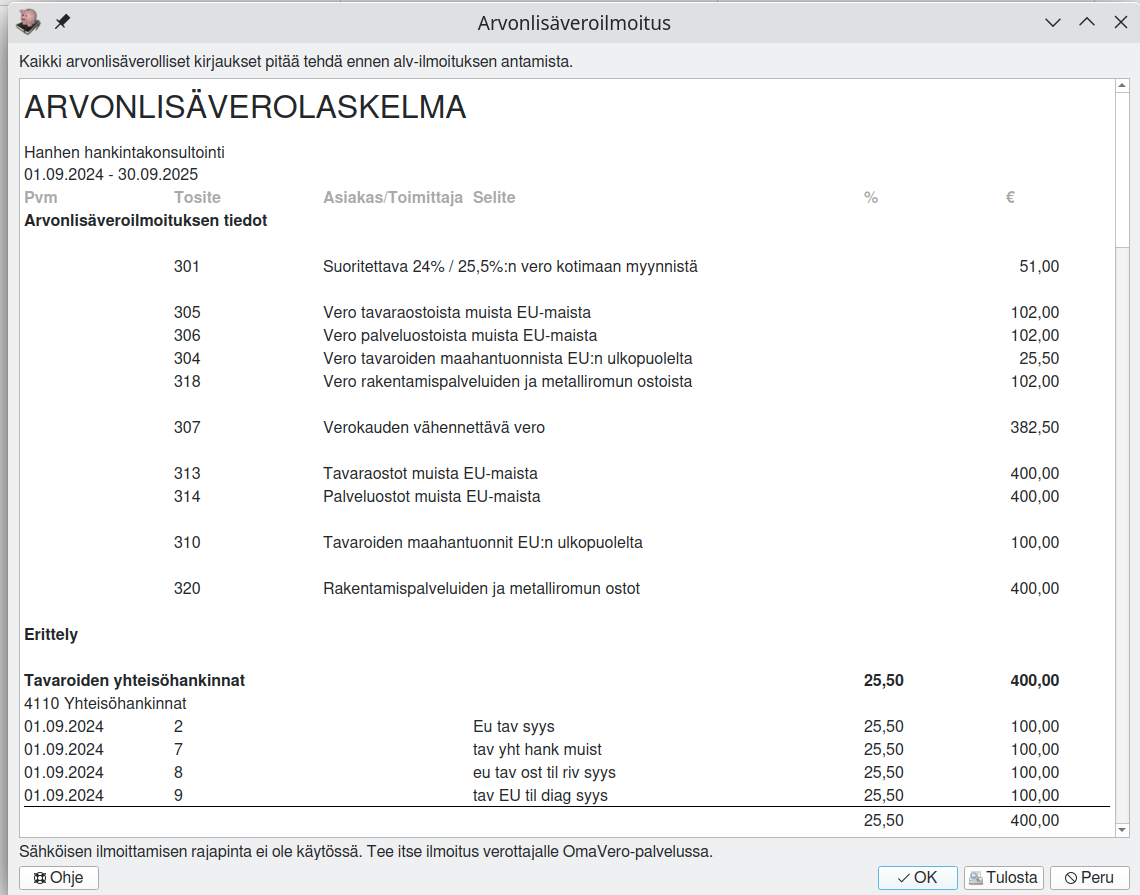 Arvonlisäveroilmoitus
Kaikki arvonlisäverolliset kirjaukset pitää tehdä ennen alv-ilmoituksen antamista.
ARVONLISÄVEROLASKELMA
Hanhen hankintakonsultointi
01.09.2024 - 30.09.2025
Pvm Tosite Asiakas/Toimittaja Selite % €
Arvonlisäveroilmoituksen tiedot
301 Suoritettava 24% / 25,5%:n vero kotimaan myynnistä 51,00
305 Vero tavaraostoista muista EU-maista 102,00
306 Vero palveluostoista muista EU-maista 102,00
304 Vero tavaroiden maahantuonnista EU:n ulkopuolelta 25,50
318 Vero rakentamispalveluiden ja metalliromun ostoista 102,00
307 Verokauden vähennettävä vero 382,50
313 Tavaraostot muista EU-maista 400,00
314 Palveluostot muista EU-maista 400,00
310 Tavaroiden maahantuonnit EU:n ulkopuolelta 100,00
320 Rakentamispalveluiden ja metalliromun ostot 400,00
Erittely
Tavaroiden yhteisöhankinnat 25,50 400,00
4110 Yhteisöhankinnat
01.09.2024 2 Eu tav syys 25,50 100,00
01.09.2024 7 tav yht hank muist 25,50 100,00
01.09.2024 8 eu tav ost til riv syys 25,50 100,00
01.09.2024 9 tav EU til diag syys 25,50 100,00
25,50 400,00
Sähköisen ilmoittamisen rajapinta ei ole käytössä. Tee itse ilmoitus verottajalle OmaVero-palvelussa.
Ohje OK Tulosta Peru